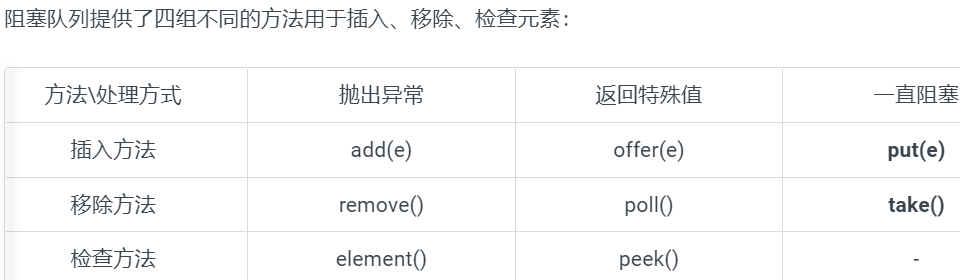 阻塞队列提供了四组不同的方法用于插入、移除、检查元素：
方法\处理方式 抛出异常 返回特殊值 一直阻塞
插入方法 add(e) offer(e) put(e)
移除方法 remove() poll() take()
检查方法 element() peek() -